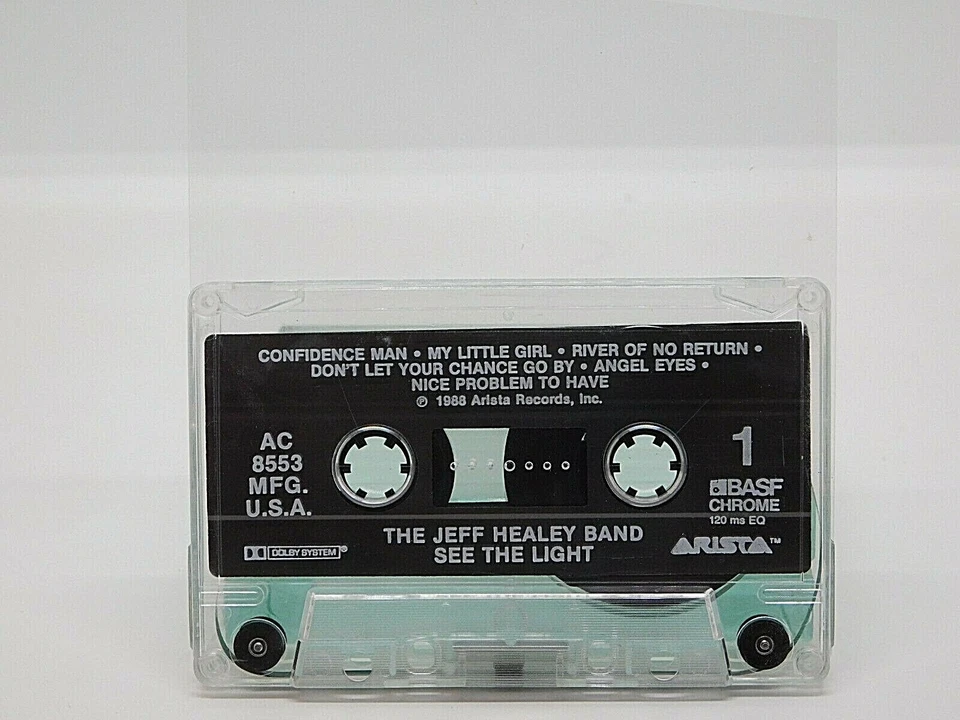 CONFIDENCE MAN • MY LITTLE GIRL • RIVER OF NO RETURN •
DON'T LET YOUR CHANCE GO BY • ANGEL EYES •
NICE PROBLEM TO HAVE
℗ 1988 Arista Records, Inc.
AC
8553
MFG.
U.S.A.
1
BASF
CHROME
120 ms EQ
THE JEFF HEALEY BAND
SEE THE LIGHT
DOLBY SYSTEM®
ARISTA™